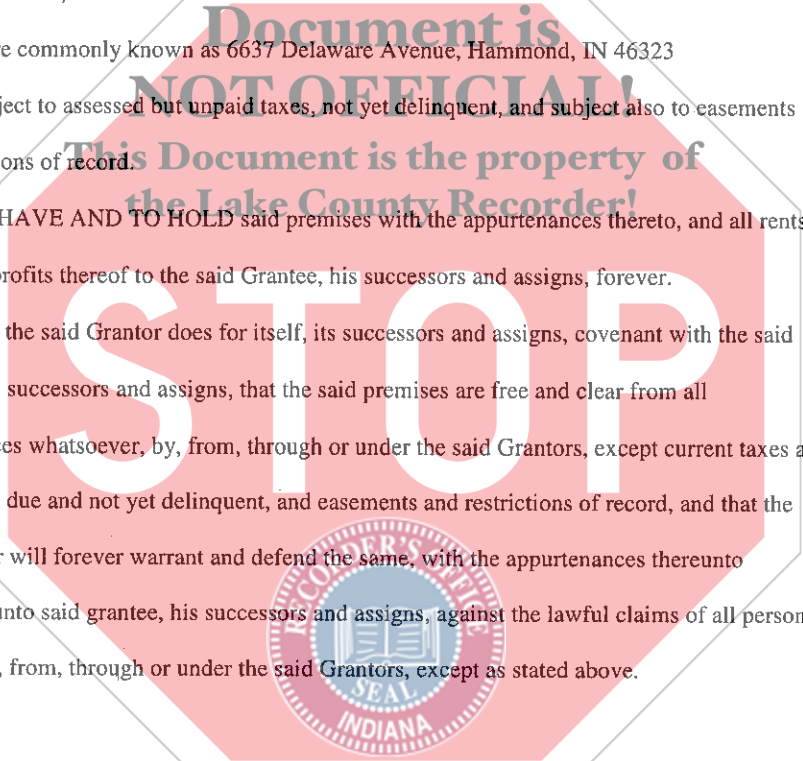 Document is
e commonly known as 6637 Delaware Avenue, Hammond, IN 46323
NOT OFFICIAL!
ject to assessed but unpaid taxes, not yet delinquent, and subject also to easements
This Document is the property of
ons of record.
the Lake County Recorder!
HAVE AND TO HOLD said premises with the appurtenances thereto, and all rents
rofits thereof to the said Grantee, his successors and assigns, forever.
the said Grantor does for itself, its successors and assigns, covenant with the said
successors and assigns, that the said premises are free and clear from all
es whatsoever, by, from, through or under the said Grantors, except current taxes a
STOP
due and not yet delinquent, and easements and restrictions of record, and that the
r will forever warrant and defend the same, with the appurtenances thereunto
unto said grantee, his successors and assigns, against the lawful claims of all person
, from, through or under the said Grantors, except as stated above.
RECORDER'S OFFICE
SEAL
INDIANA